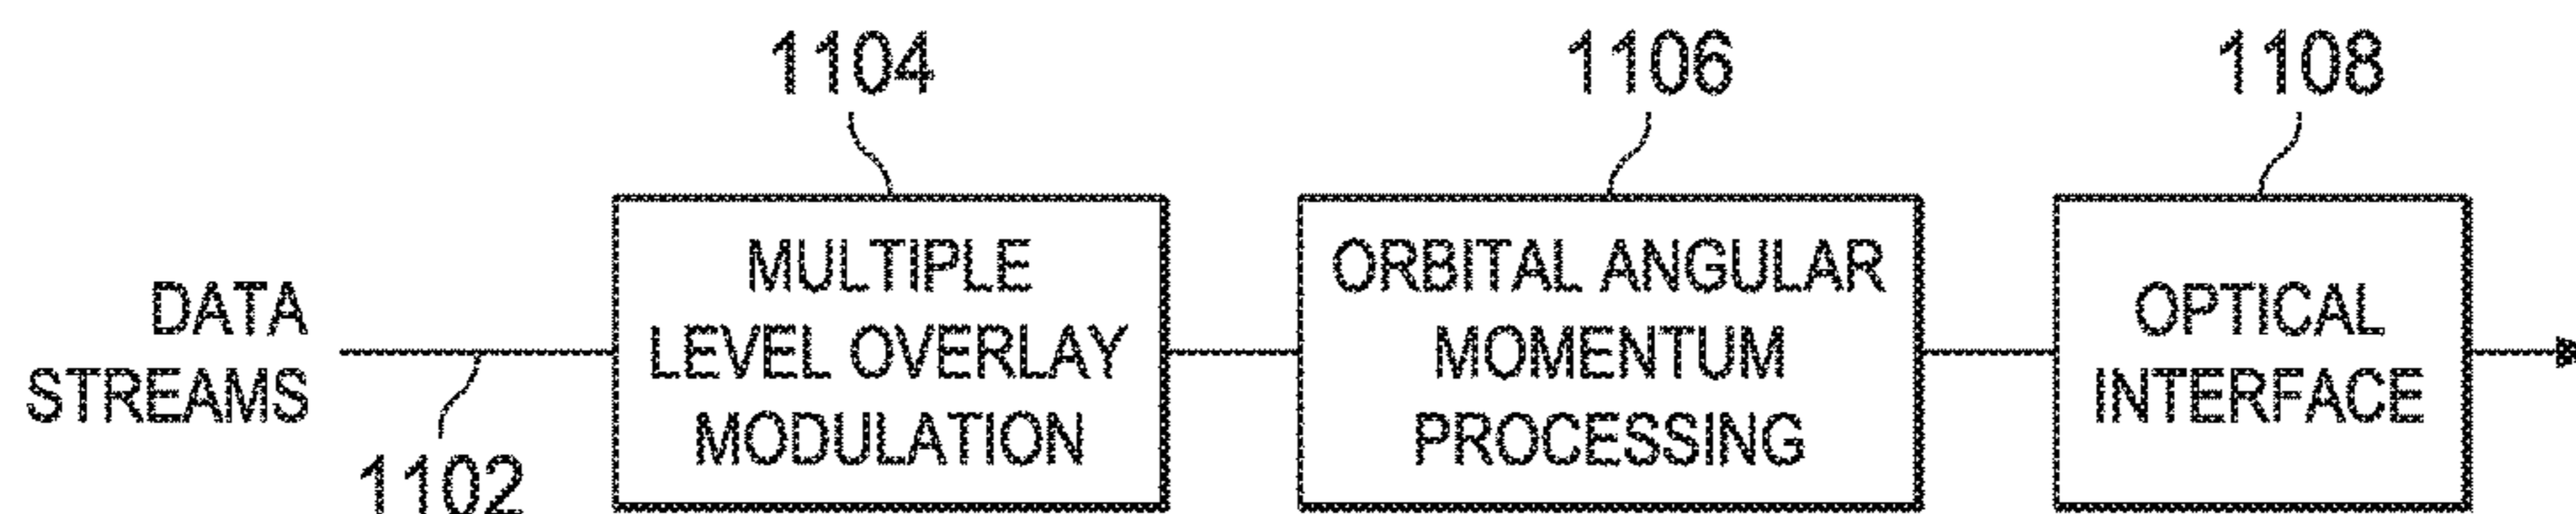 1104
1106
1108
DATA
STREAMS
1102
MULTIPLE
LEVEL OVERLAY
MODULATION
ORBITAL ANGULAR
MOMENTUM
PROCESSING
OPTICAL
INTERFACE